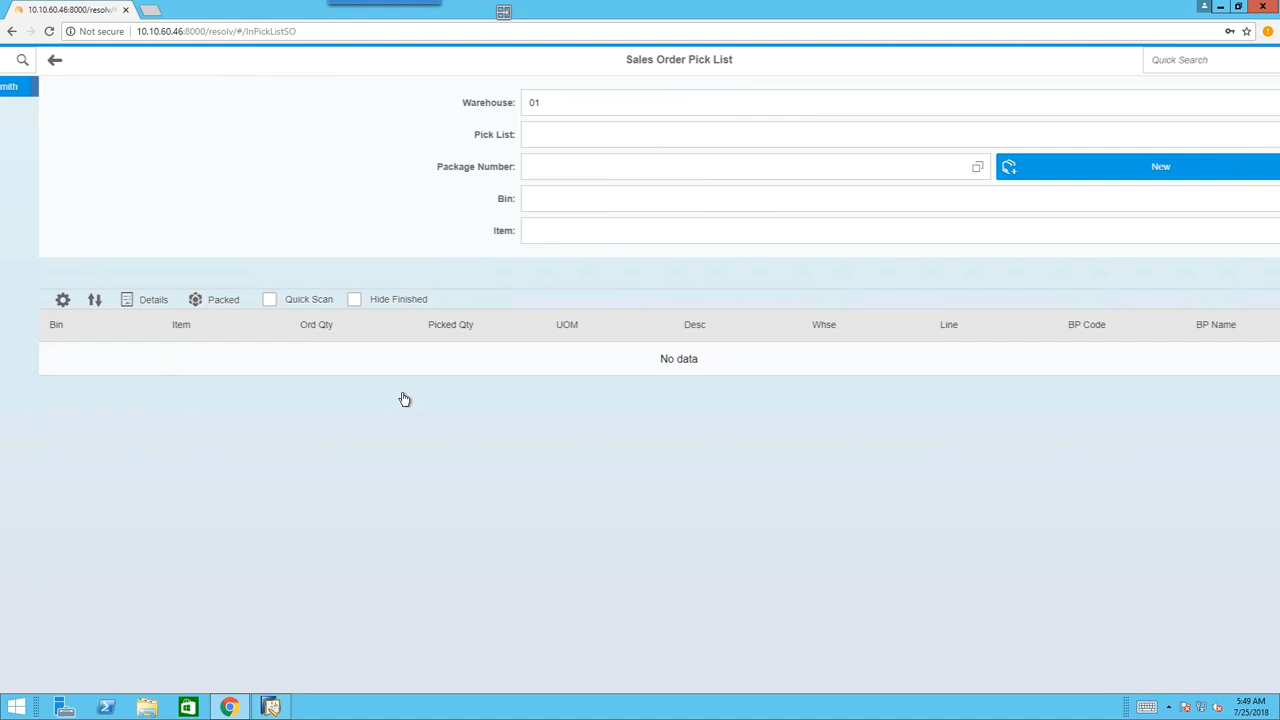 10.10.60.46:8000/resolv/
Not secure 10.10.60.46:8000/resolv/#/InPickListSO
Sales Order Pick List
Quick Search
mith
Warehouse: 01
Pick List:
Package Number:
New
Bin:
Item:
Details Packed Quick Scan Hide Finished
Bin Item Ord Qty Picked Qty UOM Desc Whse Line BP Code BP Name
No data
5:49 AM
7/25/2018